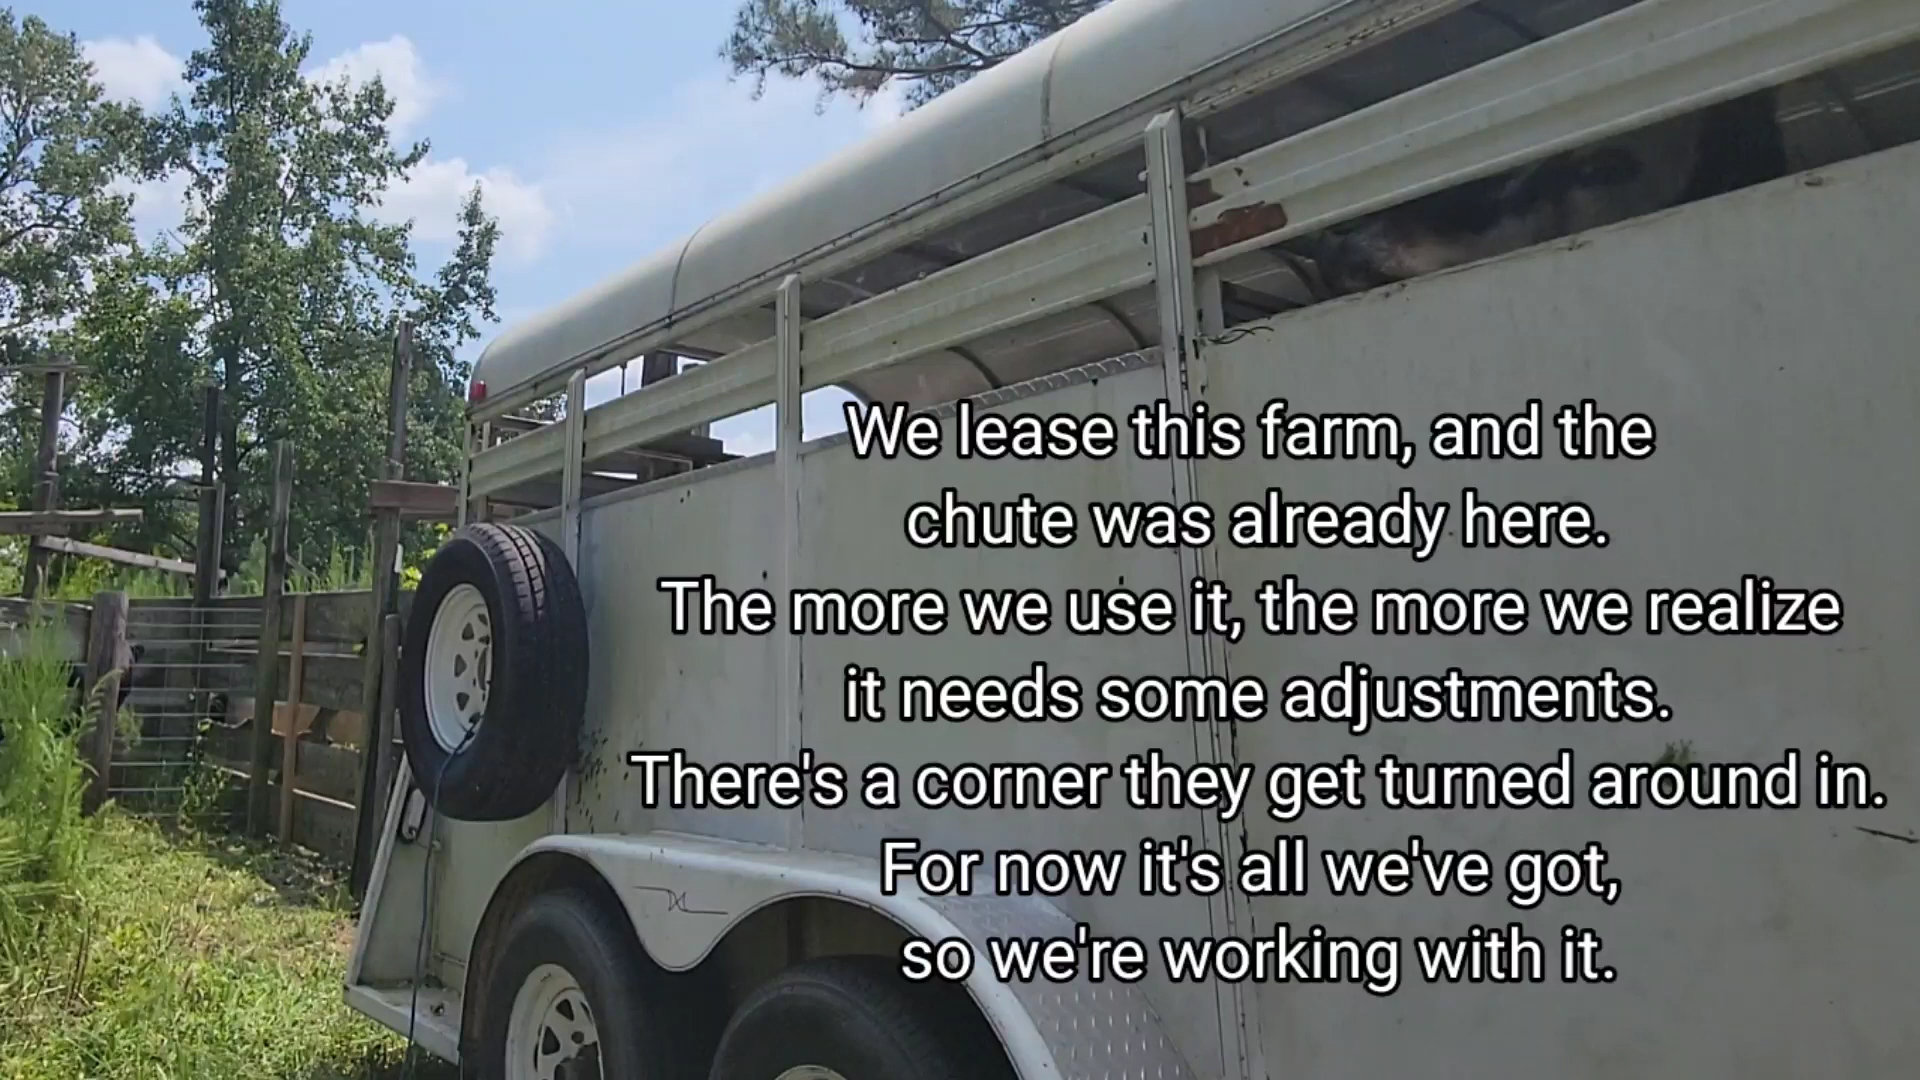 We lease this farm, and the
chute was already here.
The more we use it, the more we realize
it needs some adjustments.
There's a corner they get turned around in.
For now it's all we've got,
so we're working with it.